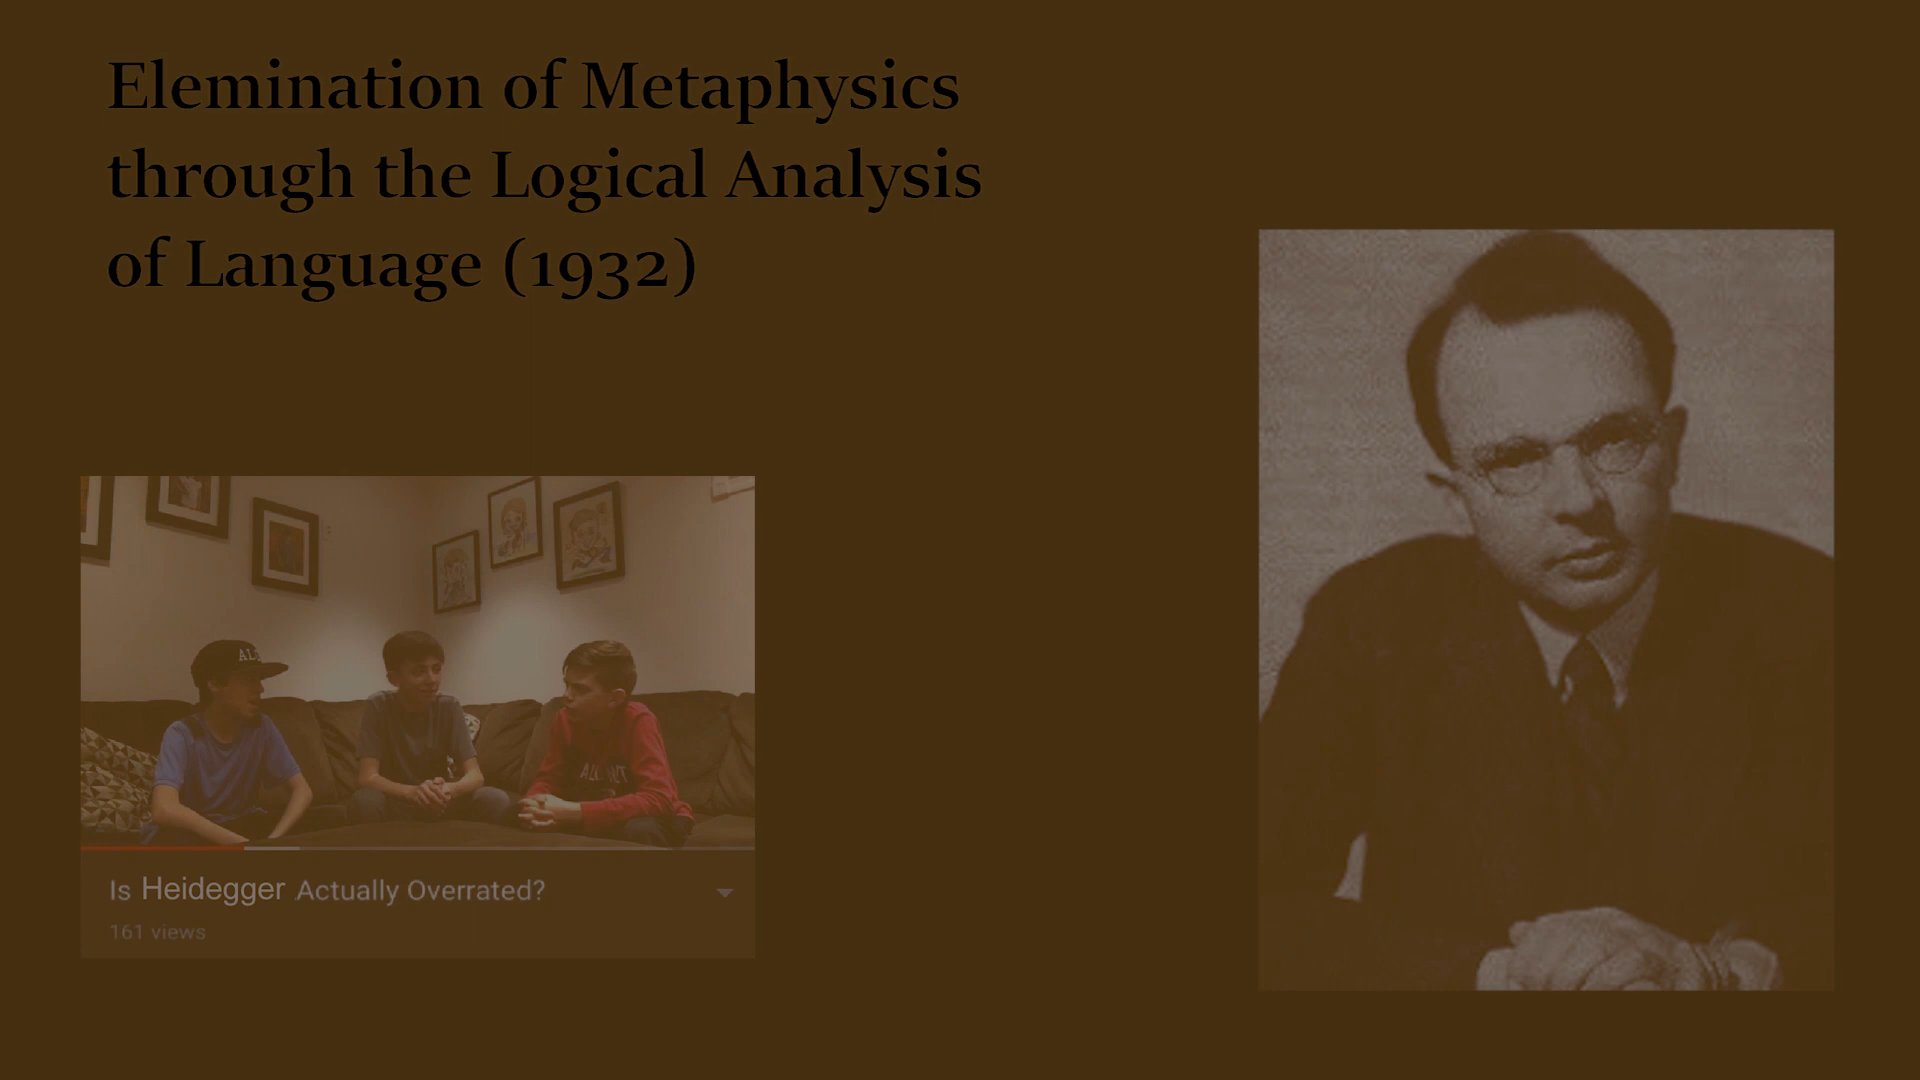 Elemination of Metaphysics
through the Logical Analysis
of Language (1932)
Is Heidegger Actually Overrated?
161 views